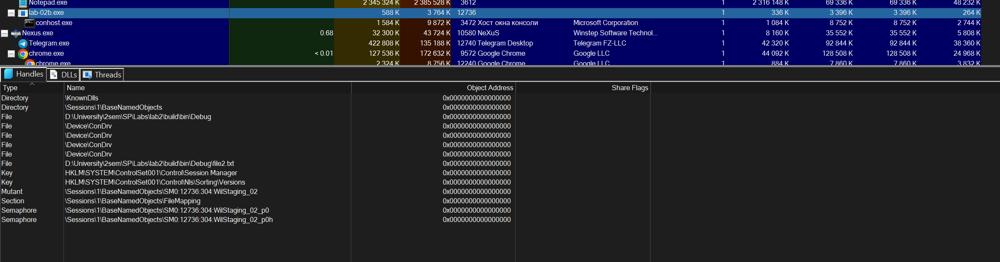 Notepad.exe 2 345 324 K 2 385 528 K 3612 1 2 316 148 K 69 336 K 69 336 K 48 232 K
lab-02b.exe 588 K 3 764 K 12736 1 336 K 3 396 K 3 396 K 264 K
conhost.exe 1 584 K 9 872 K 3472 Хост окна консоли Microsoft Corporation 1 1 084 K 8 752 K 8 752 K 2 744 K
Nexus.exe 0.68 32 300 K 43 724 K 10580 NeXuS Winstep Software Technol... 1 8 160 K 35 552 K 35 552 K 5 808 K
Telegram.exe 422 808 K 135 188 K 12740 Telegram Desktop Telegram FZ-LLC 1 42 320 K 92 844 K 92 844 K 38 360 K
chrome.exe < 0.01 127 536 K 172 632 K 9572 Google Chrome Google LLC 1 44 092 K 128 508 K 128 508 K 24 968 K
chrome.exe 2 324 K 8 756 K 12240 Google Chrome Google LLC 1 884 K 7 860 K 7 860 K 3 832 K
Handles DLLs Threads
Type Name Object Address Share Flags
Directory \KnownDlls 0x0000000000000000
Directory \Sessions\1\BaseNamedObjects 0x0000000000000000
File D:\University\2sem\SP\Labs\lab2\build\bin\Debug 0x0000000000000000
File \Device\ConDrv 0x0000000000000000
File \Device\ConDrv 0x0000000000000000
File \Device\ConDrv 0x0000000000000000
File \Device\ConDrv 0x0000000000000000
File D:\University\2sem\SP\Labs\lab2\build\bin\Debug\file2.txt 0x0000000000000000
Key HKLM\SYSTEM\ControlSet001\Control\Session Manager 0x0000000000000000
Key HKLM\SYSTEM\ControlSet001\Control\Nls\Sorting\Versions 0x0000000000000000
Mutant \Sessions\1\BaseNamedObjects\SM0:12736:304:WilStaging_02 0x0000000000000000
Section \Sessions\1\BaseNamedObjects\FileMapping 0x0000000000000000
Semaphore \Sessions\1\BaseNamedObjects\SM0:12736:304:WilStaging_02_p0 0x0000000000000000
Semaphore \Sessions\1\BaseNamedObjects\SM0:12736:304:WilStaging_02_p0h 0x0000000000000000